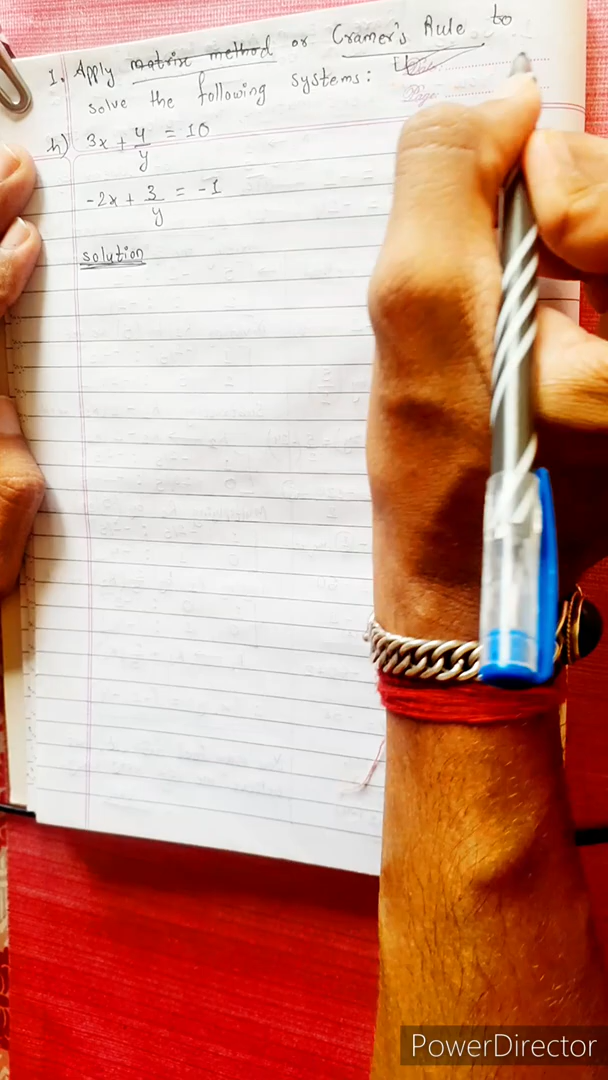 1. Apply matrix method or Cramer's Rule to
solve the following systems:
Page:
h) 3x + 4/y = 10
-2x + 3/y = -1
solution
PowerDirector